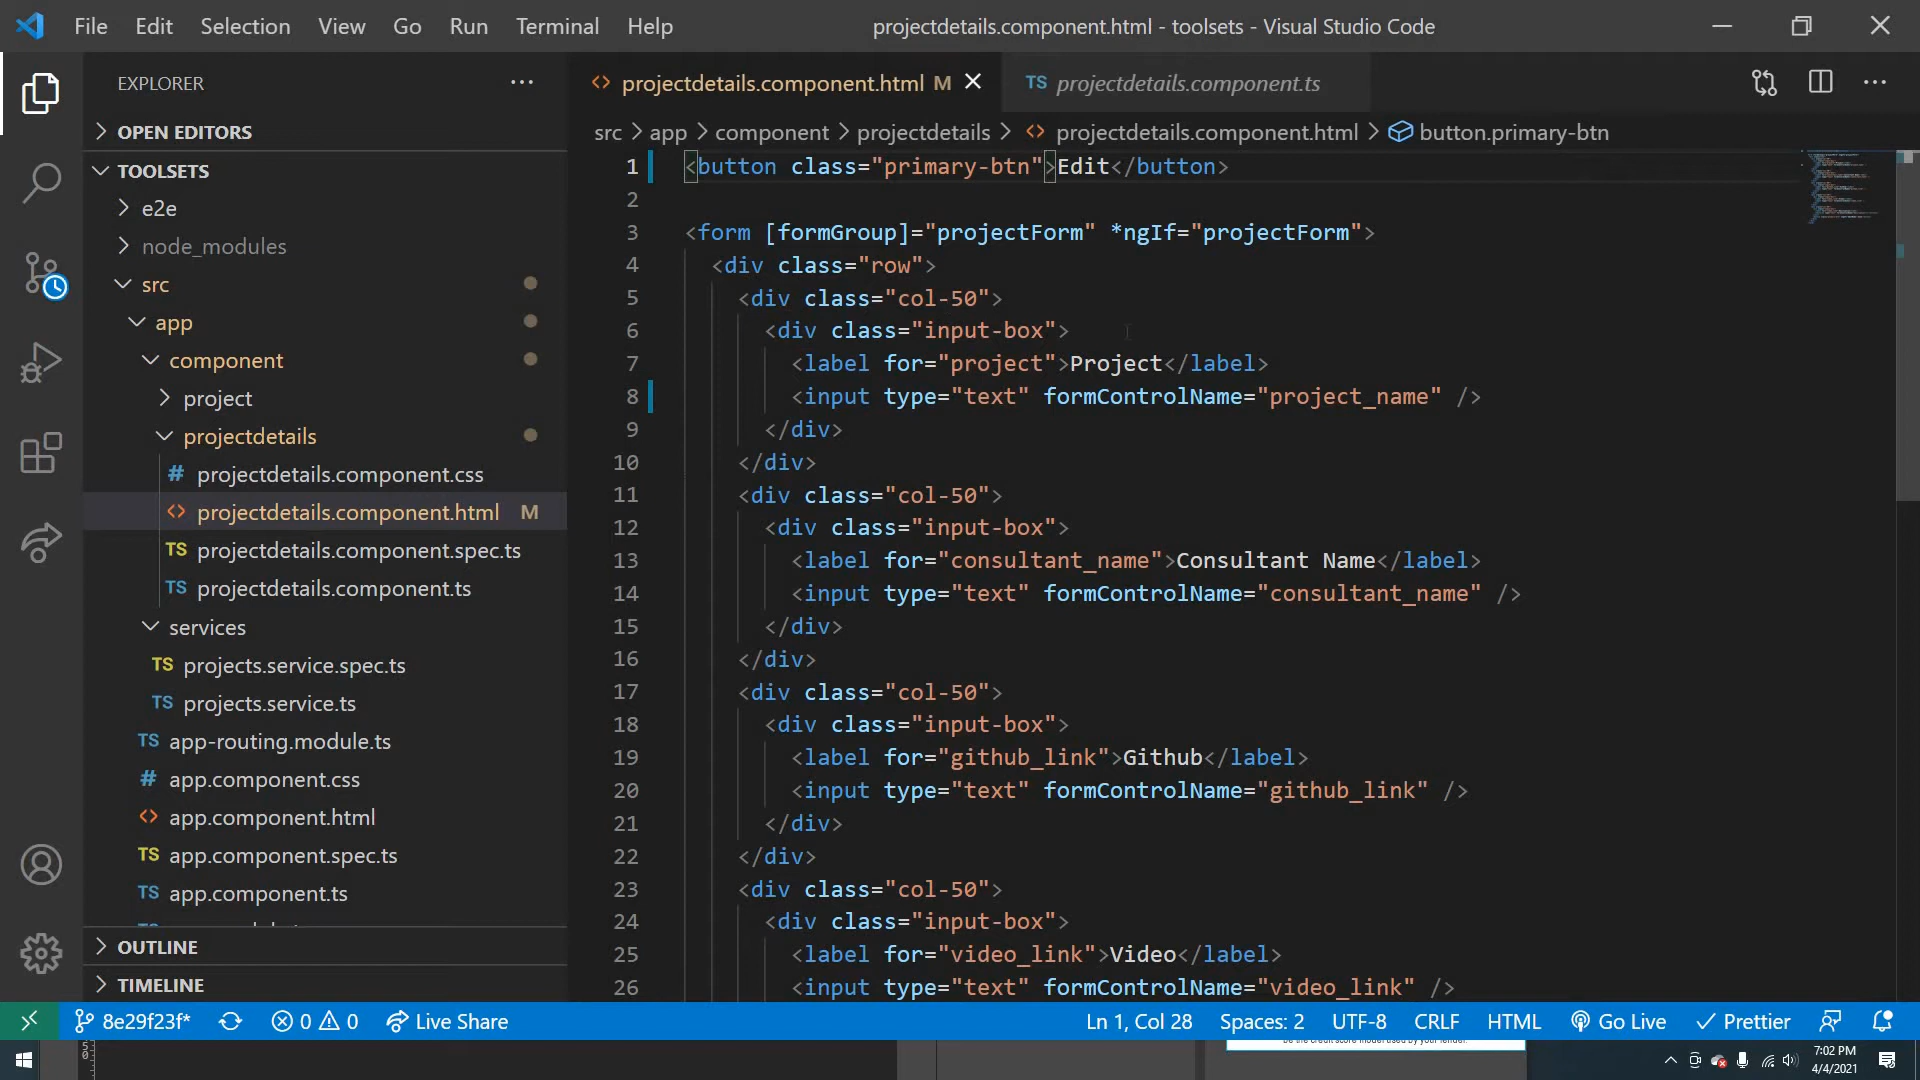 File Edit Selection View Go Run Terminal Help
projectdetails.component.html - toolsets - Visual Studio Code
EXPLORER
projectdetails.component.html M
TS projectdetails.component.ts
OPEN EDITORS
src > app > component > projectdetails > projectdetails.component.html > button.primary-btn
TOOLSETS
e2e
node_modules
src
app
component
project
projectdetails
# projectdetails.component.css
<> projectdetails.component.html M
TS projectdetails.component.spec.ts
TS projectdetails.component.ts
services
TS projects.service.spec.ts
TS projects.service.ts
TS app-routing.module.ts
# app.component.css
<> app.component.html
TS app.component.spec.ts
TS app.component.ts
OUTLINE
TIMELINE
1 <button class="primary-btn">Edit</button>
2
3 <form [formGroup]="projectForm" *ngIf="projectForm">
4 <div class="row">
5 <div class="col-50">
6 <div class="input-box">
7 <label for="project">Project</label>
8 <input type="text" formControlName="project_name" />
9 </div>
10 </div>
11 <div class="col-50">
12 <div class="input-box">
13 <label for="consultant_name">Consultant Name</label>
14 <input type="text" formControlName="consultant_name" />
15 </div>
16 </div>
17 <div class="col-50">
18 <div class="input-box">
19 <label for="github_link">Github</label>
20 <input type="text" formControlName="github_link" />
21 </div>
22 </div>
23 <div class="col-50">
24 <div class="input-box">
25 <label for="video_link">Video</label>
26 <input type="text" formControlName="video_link" />
8e29f23f* 0 0 Live Share
Ln 1, Col 28 Spaces: 2 UTF-8 CRLF HTML Go Live Prettier
be the credit score model used by your lender.
7:02 PM
4/4/2021